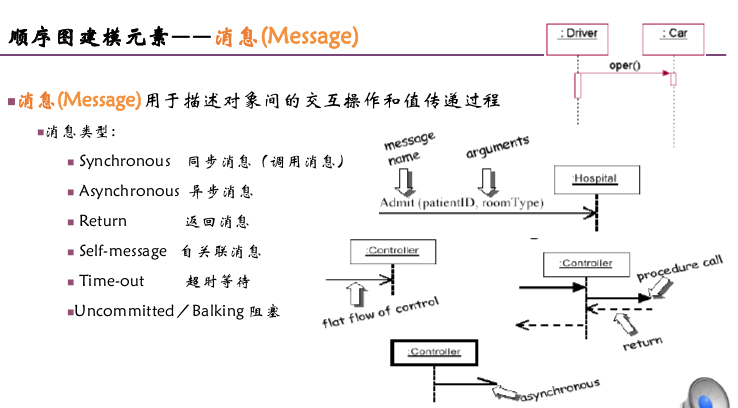 顺序图建模元素——消息(Message)
消息(Message)用于描述对象间的交互操作和值传递过程
消息类型：
Synchronous 同步消息（调用消息）
Asynchronous 异步消息
Return 返回消息
Self-message 自关联消息
Time-out 超时等待
Uncommitted／Balking 阻塞
: Driver
: Car
oper()
message name
arguments
:Hospital
Admit (patientID, roomType)
:Controller
flat flow of control
:Controller
procedure call
return
:Controller
asynchronous